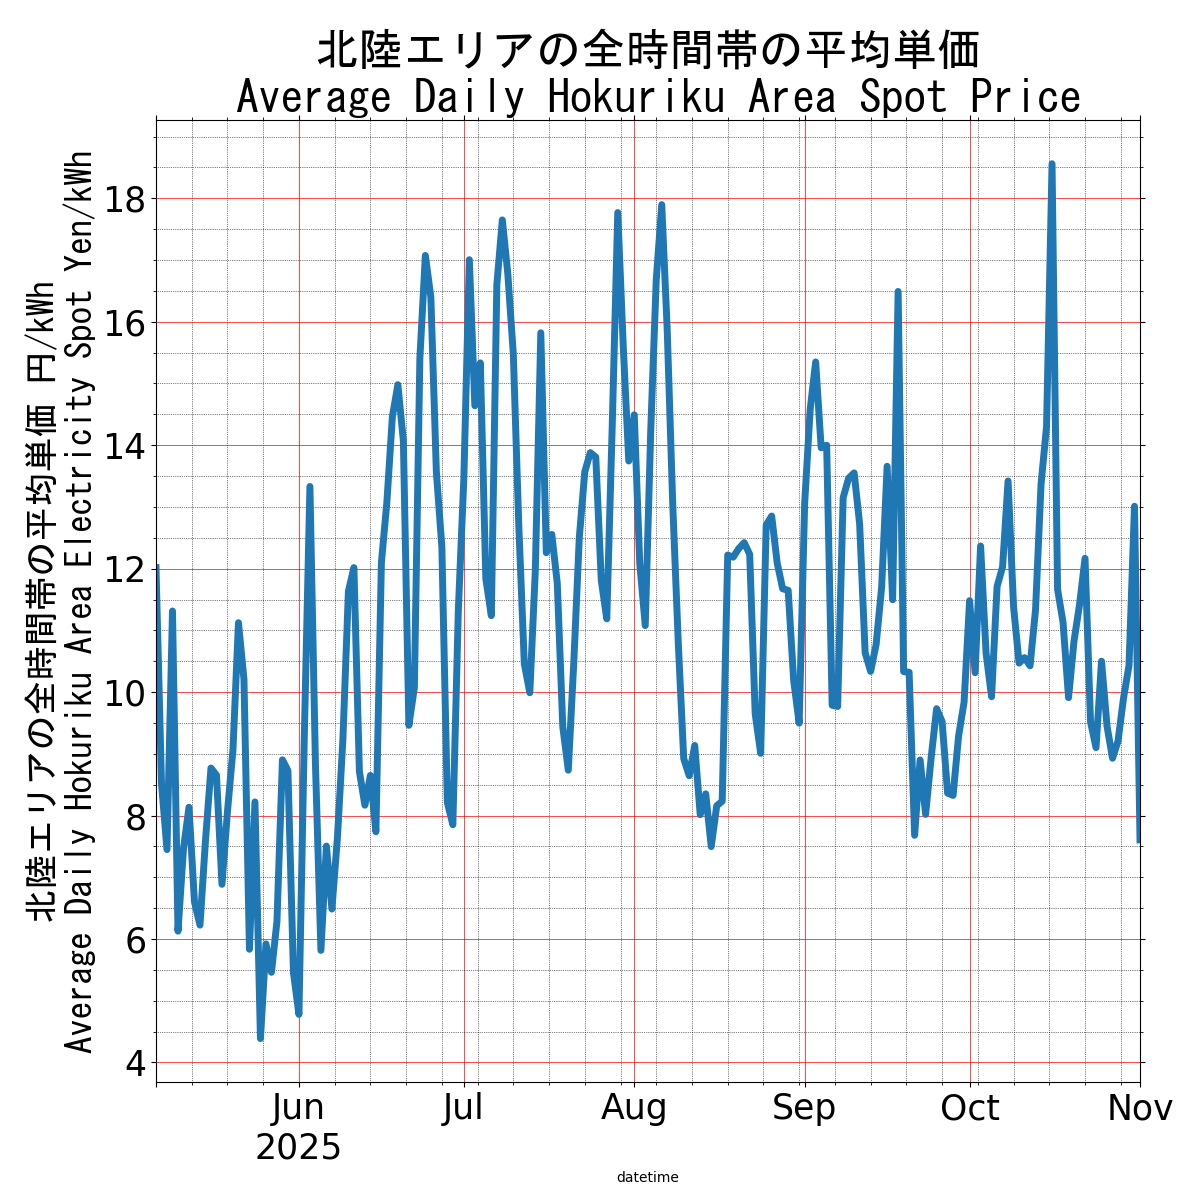 北陸エリアの全時間帯の平均単価
Average Daily Hokuriku Area Spot Price
北陸エリアの全時間帯の平均単価 円/kWh
Average Daily Hokuriku Area Electricity Spot Yen/kWh
18
16
14
12
10
8
6
4
Jun
2025
Jul
Aug
Sep
Oct
Nov
datetime